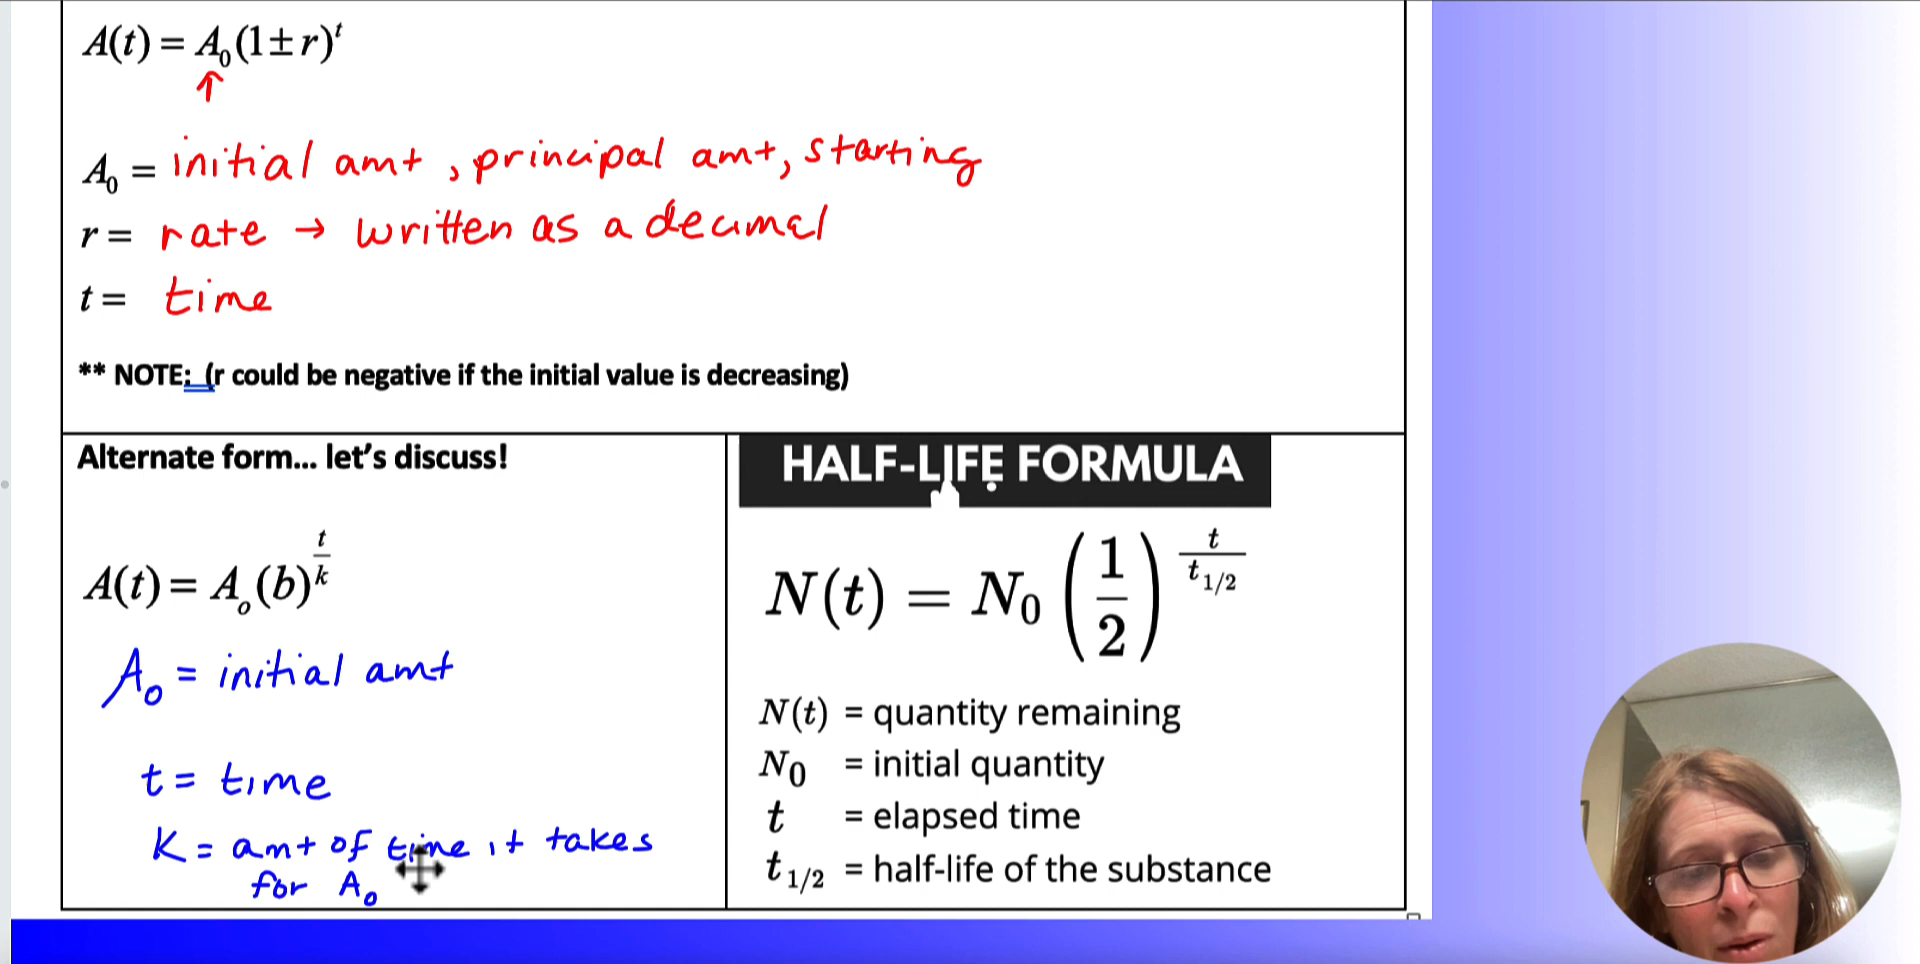 A(t) = A₀(1±r)ᵗ
↑
A₀ = initial amt, principal amt, starting
r = rate → written as a decimal
t = time
** NOTE: (r could be negative if the initial value is decreasing)
Alternate form... let's discuss!
A(t) = Aₒ(b)^(t/k)
A₀ = initial amt
t = time
K = amt of time it takes
for A₀
HALF-LIFE FORMULA
N(t) = N₀(1/2)^(t/t₁/₂)
N(t) = quantity remaining
N₀ = initial quantity
t = elapsed time
t₁/₂ = half-life of the substance